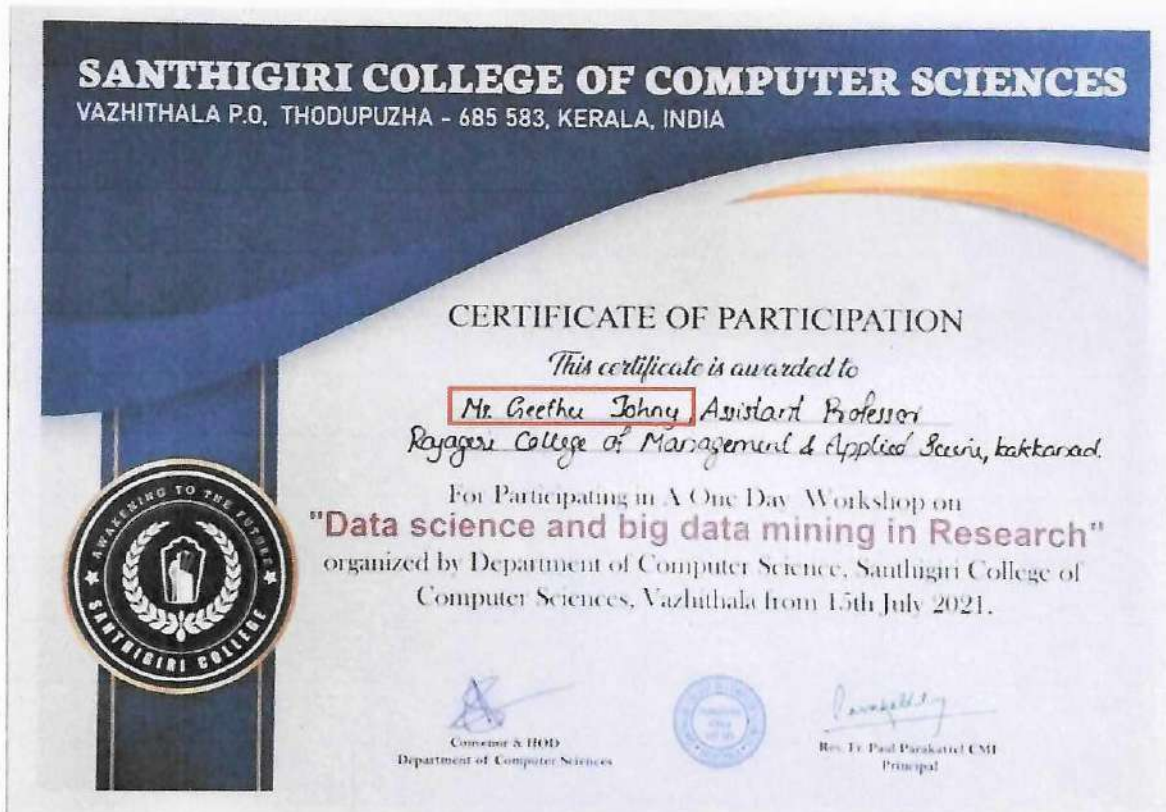 SANTHIGIRI COLLEGE OF COMPUTER SCIENCES
VAZHITHALA P.O, THODUPUZHA - 685 583, KERALA, INDIA
CERTIFICATE OF PARTICIPATION
This certificate is awarded to
Mr. Geethu Johny, Assistant Professor
Rajagiri College of Management & Applied kakkanad.
For Participating in A One Day Workshop on
"Data science and big data mining in Research"
organized by Department of Computer Science, Santhigiri College of
Computer Sciences, Vazhithala from 15th July 2021.
AWAKENING TO THE FUTURE
SANTHIGIRI COLLEGE
Convenor & HOD
Department of Computer Sciences
Rev. Fr. Paul Parakattel CMI
Principal